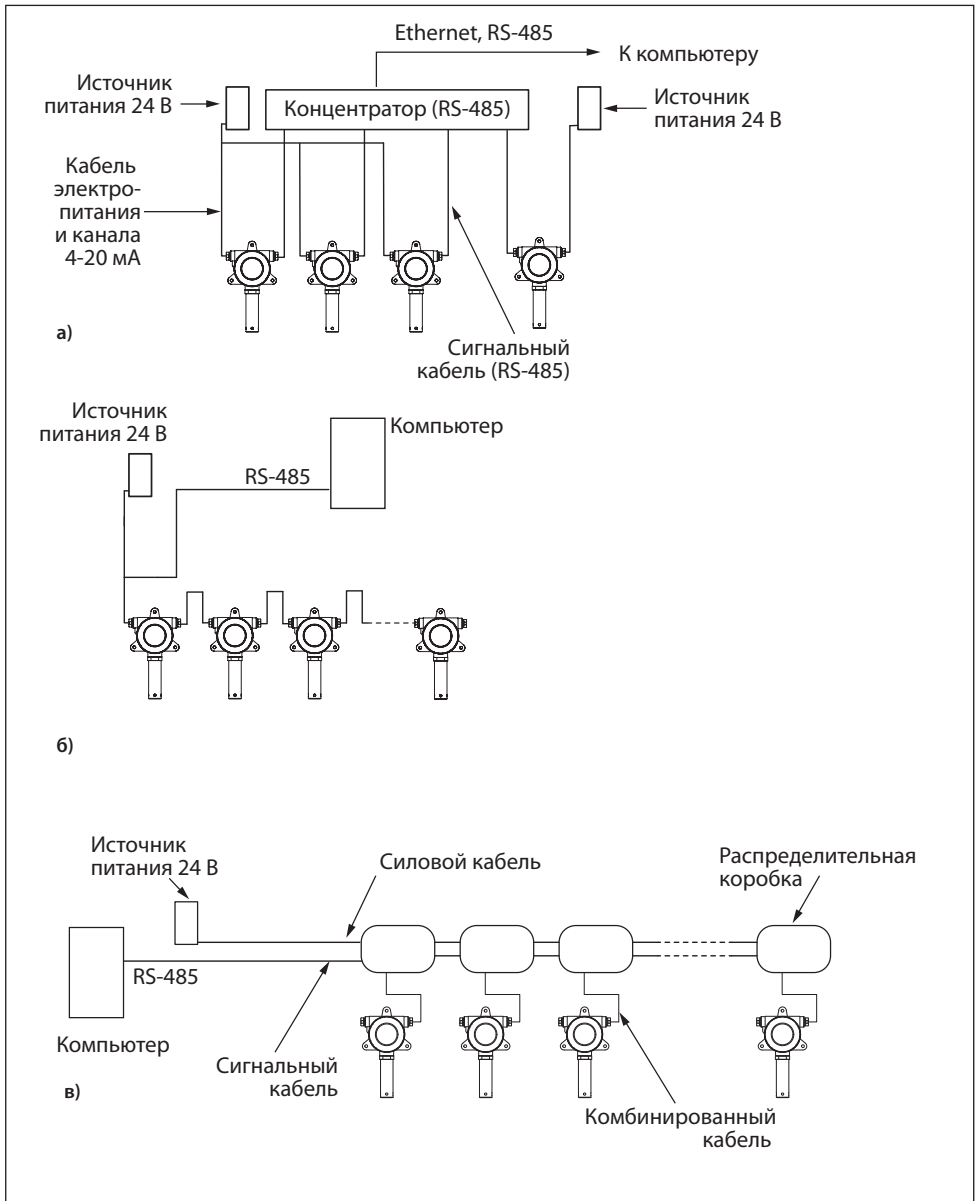 Ethernet, RS-485
К компьютеру
Источник
питания 24 В
Концентратор (RS-485)
Источник
питания 24 В
Кабель
электро-
питания
и канала
4-20 мА
а)
Сигнальный
кабель (RS-485)
Источник
питания 24 В
Компьютер
RS-485
б)
Источник
питания 24 В
Силовой кабель
Распределительная
коробка
RS-485
Компьютер
Сигнальный
кабель
в)
Комбинированный
кабель